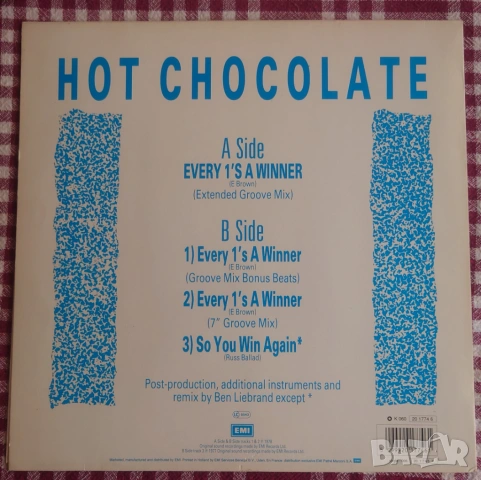 HOT CHOCOLATE
A Side
EVERY 1'S A WINNER
(E Brown)
(Extended Groove Mix)
B Side
1) Every 1's A Winner
(E Brown)
(Groove Mix Bonus Beats)
2) Every 1's A Winner
(E Brown)
(7" Groove Mix)
3) So You Win Again*
(Russ Ballad)
Post-production, additional instruments and
remix by Ben Liebrand except *
EMI
BAZAR